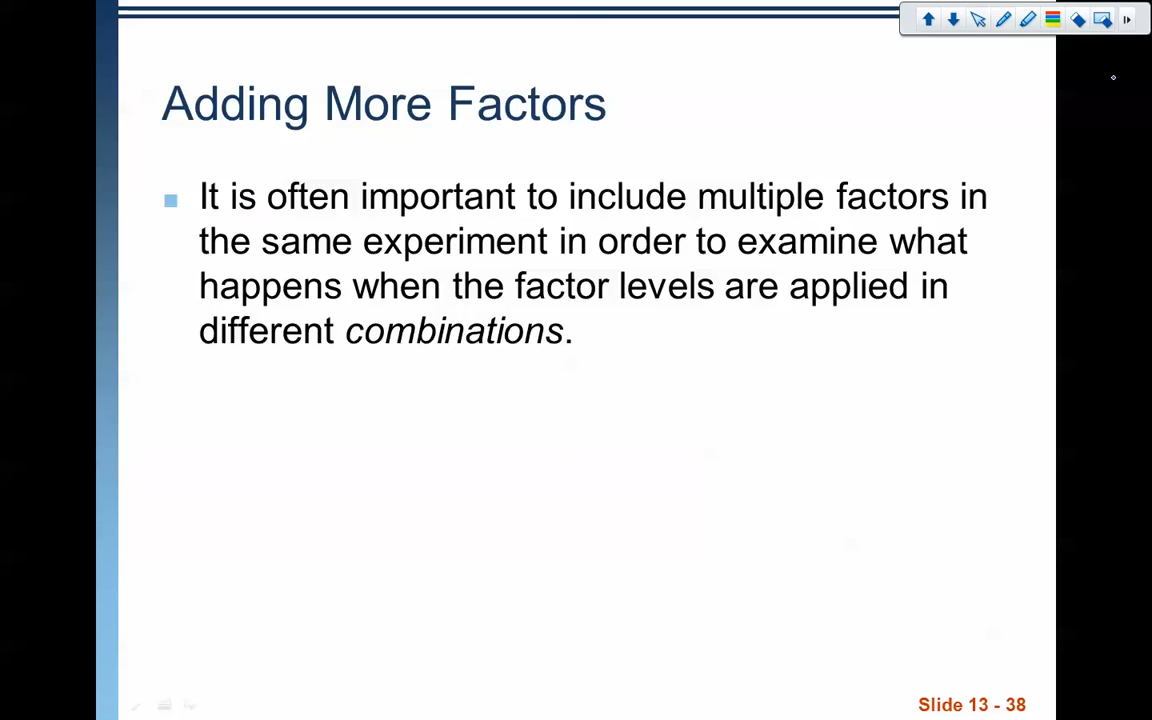 Adding More Factors
It is often important to include multiple factors in
the same experiment in order to examine what
happens when the factor levels are applied in
different combinations.
Slide 13 - 38